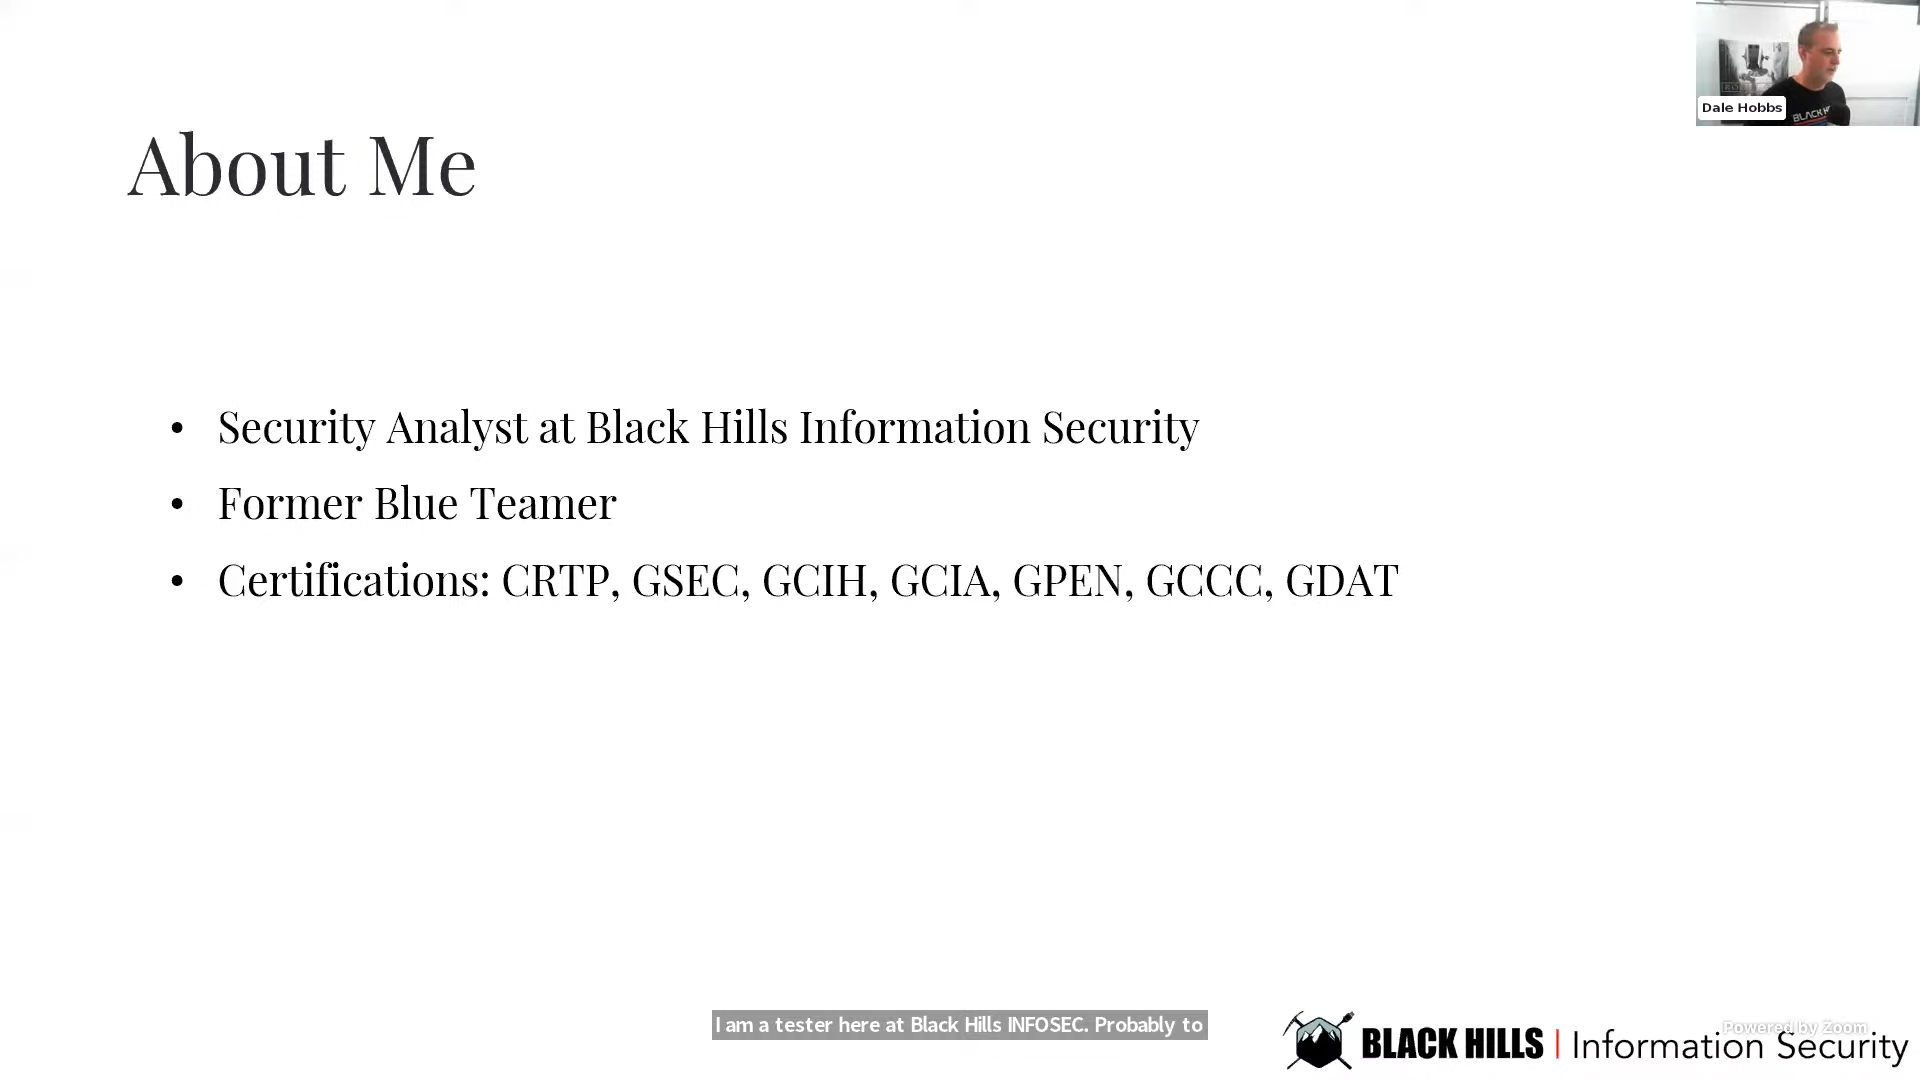 Dale Hobbs
BLACK H
About Me
• Security Analyst at Black Hills Information Security
• Former Blue Teamer
• Certifications: CRTP, GSEC, GCIH, GCIA, GPEN, GCCC, GDAT
I am a tester here at Black Hills INFOSEC. Probably to
Powered by Zoom
BLACK HILLS | Information Security